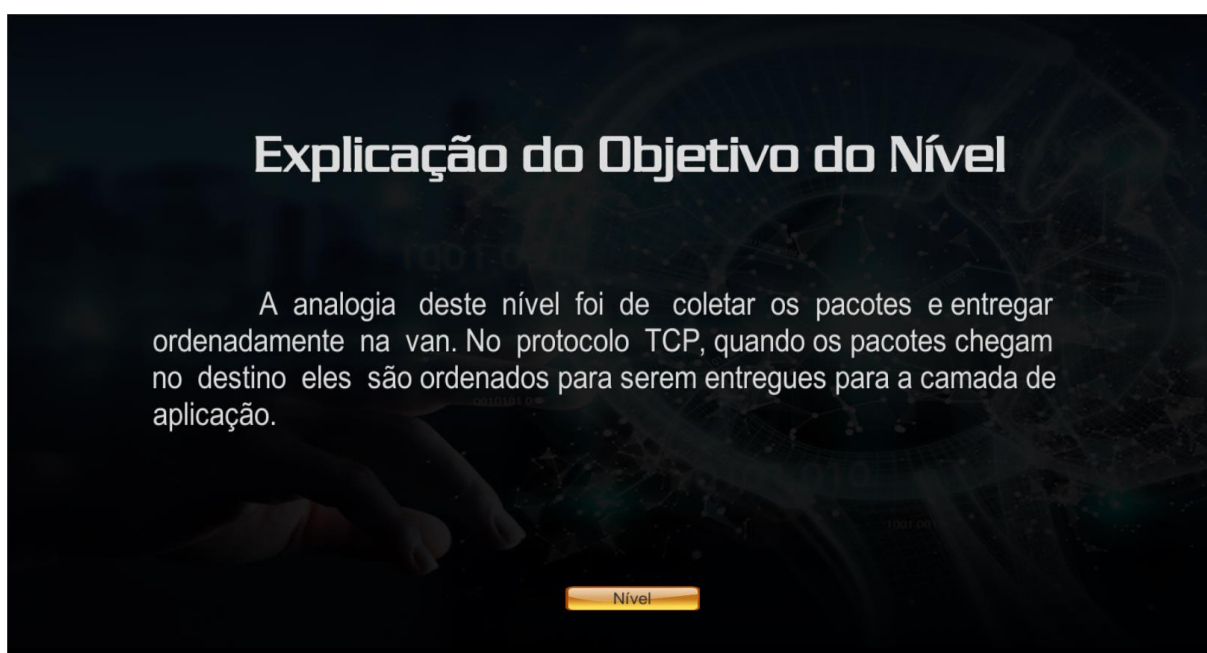 Explicação do Objetivo do Nível
A analogia deste nível foi de coletar os pacotes e entregar
ordenadamente na van. No protocolo TCP, quando os pacotes chegam
no destino eles são ordenados para serem entregues para a camada de
aplicação.
Nível